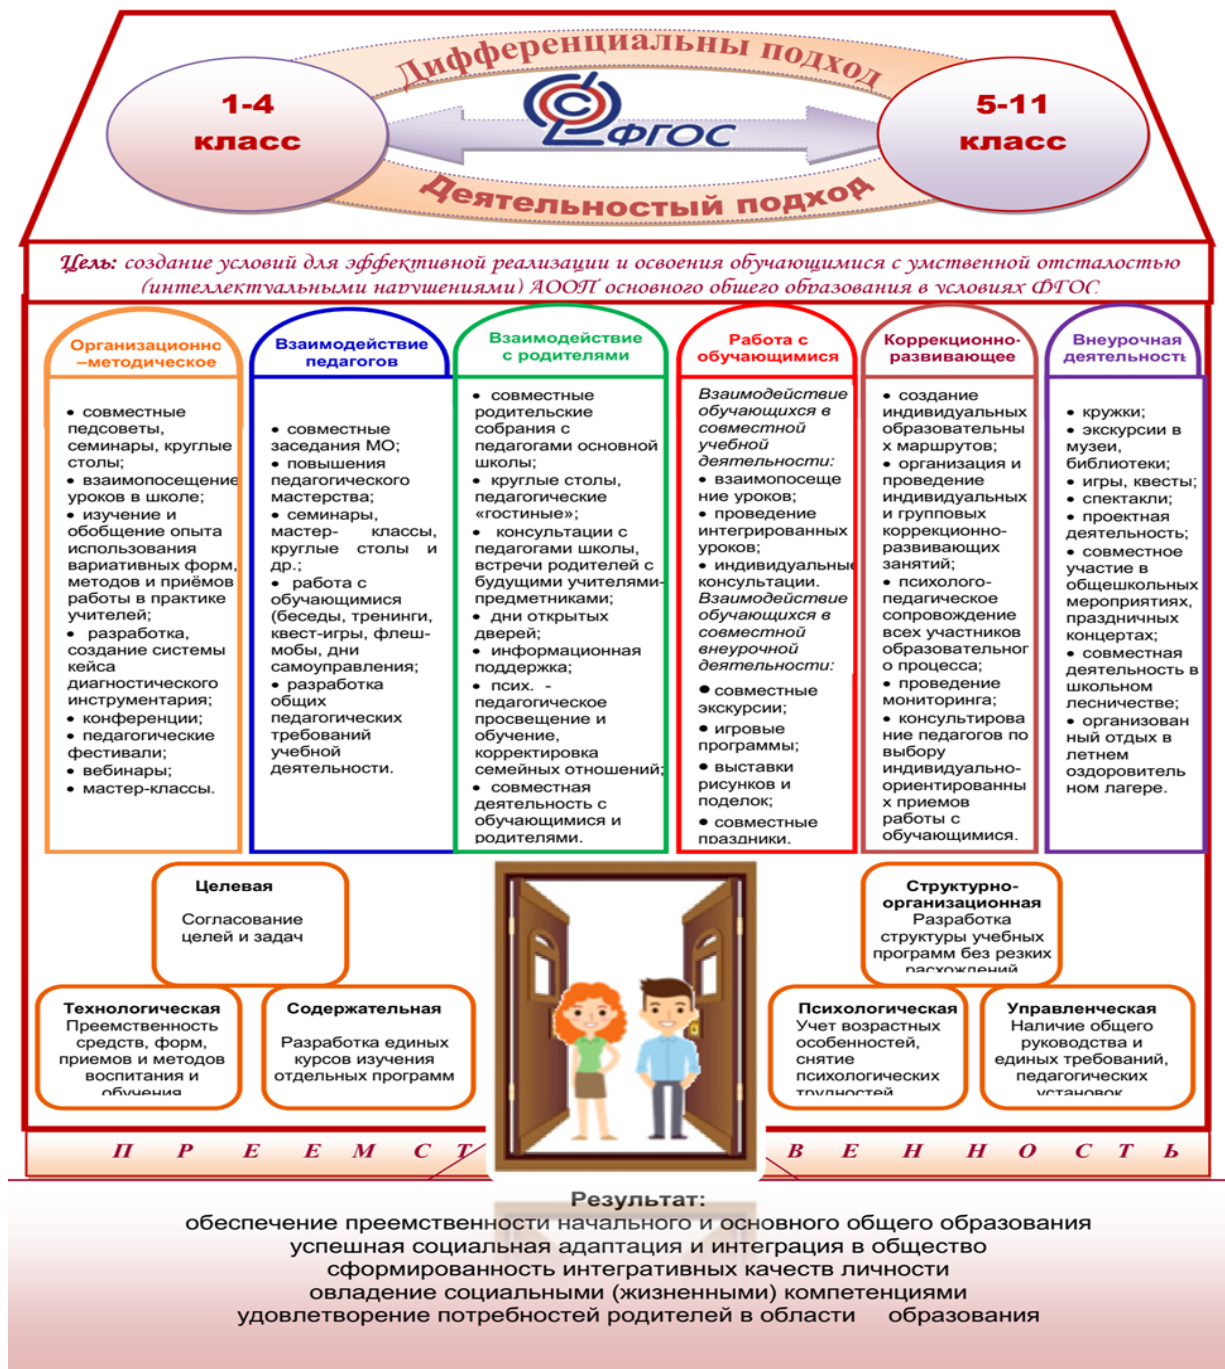 Дифференциальны подход
1-4
класс
ФГОС
5-11
класс
Деятельностый подход
Цель: создание условий для эффективной реализации и освоения обучающимися с умственной отсталостью
(интеллектуальными нарушениями) АООП основного общего образования в условиях ФГОС
Организационно
–методическое
• совместные
педсоветы,
семинары, круглые
столы;
• взаимопосещение
уроков в школе;
• изучение и
обобщение опыта
использования
вариативных форм,
методов и приёмов
работы в практике
учителей;
• разработка,
создание системы
кейса
диагностического
инструментария;
• конференции;
• педагогические
фестивали;
• вебинары;
• мастер-классы.
Взаимодействие
педагогов
• совместные
заседания МО;
• повышения
педагогического
мастерства;
• семинары,
мастер- классы,
круглые столы и
др.;
• работа с
обучающимися
(беседы, тренинги,
квест-игры, флеш-
мобы, дни
самоуправления;
• разработка
общих
педагогических
требований
учебной
деятельности.
Взаимодействие
с родителями
• совместные
родительские
собрания с
педагогами основной
школы;
• круглые столы,
педагогические
«гостиные»;
• консультации с
педагогами школы,
встречи родителей с
будущими учителями-
предметниками;
• дни открытых
дверей;
• информационная
поддержка;
• псих. -
педагогическое
просвещение и
обучение,
корректировка
семейных отношений;
• совместная
деятельность с
обучающимися и
родителями.
Работа с
обучающимися
Взаимодействие
обучающихся в
совместной
учебной
деятельности:
• взаимопосеще
ние уроков;
• проведение
интегрированных
уроков;
• индивидуальные
консультации.
Взаимодействие
обучающихся в
совместной
внеурочной
деятельности:
• совместные
экскурсии;
• игровые
программы;
• выставки
рисунков и
поделок;
• совместные
праздники.
Коррекционно-
развивающее
• создание
индивидуальных
образовательны
х маршрутов;
• организация и
проведение
индивидуальных
и групповых
коррекционно-
развивающих
занятий;
• психолого-
педагогическое
сопровождение
всех участников
образовательног
о процесса;
• проведение
мониторинга;
• консультирова
ние педагогов по
выбору
индивидуально-
ориентированны
х приемов
работы с
обучающимися.
Внеурочная
деятельность
• кружки;
• экскурсии в
музеи,
библиотеки;
• игры, квесты;
• спектакли;
• проектная
деятельность;
• совместное
участие в
общешкольных
мероприятиях,
праздничных
концертах;
• совместная
деятельность в
школьном
лесничестве;
• организован
ный отдых в
летнем
оздоровитель
ном лагере.
Целевая
Согласование
целей и задач
Технологическая
Преемственность
средств, форм,
приемов и методов
воспитания и
обучения
Содержательная
Разработка единых
курсов изучения
отдельных программ
Структурно-
организационная
Разработка
структуры учебных
программ без резких
расхождений
Психологическая
Учет возрастных
особенностей,
снятие
психологических
трудностей
Управленческая
Наличие общего
руководства и
единых требований,
педагогических
установок
П Р Е Е М С Т В Е Н Н О С Т Ь
Результат:
обеспечение преемственности начального и основного общего образования
успешная социальная адаптация и интеграция в общество
сформированность интегративных качеств личности
овладение социальными (жизненными) компетенциями
удовлетворение потребностей родителей в области образования